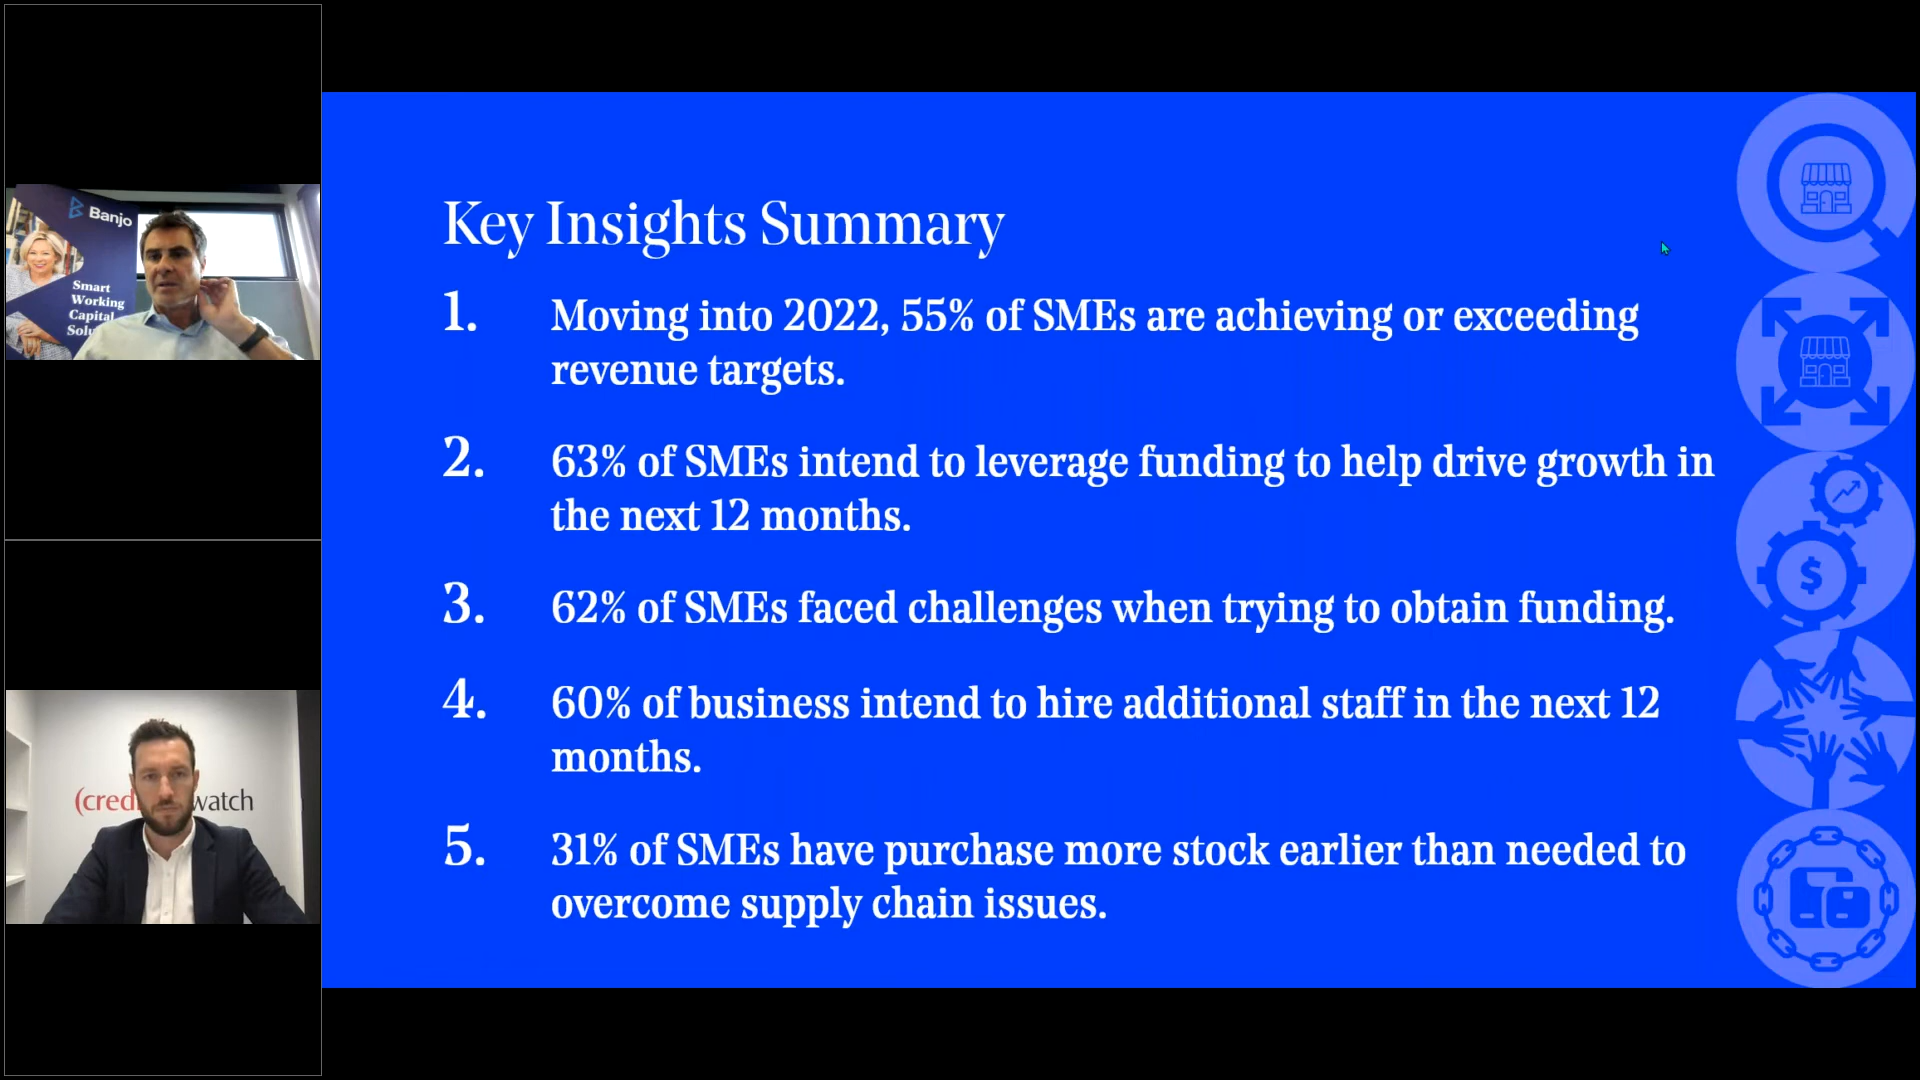 Banjo
Smart
Working
Capital
Key Insights Summary
1. Moving into 2022, 55% of SMEs are achieving or exceeding
revenue targets.
2. 63% of SMEs intend to leverage funding to help drive growth in
the next 12 months.
3. 62% of SMEs faced challenges when trying to obtain funding.
4. 60% of business intend to hire additional staff in the next 12
months.
5. 31% of SMEs have purchase more stock earlier than needed to
overcome supply chain issues.
$